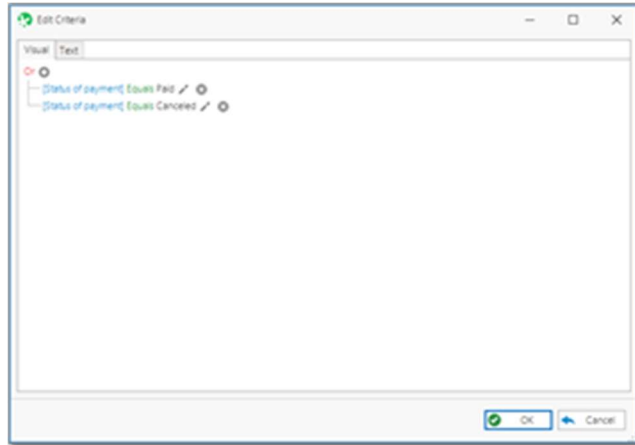 Edit Criteria
Visual Text
Or
[Status of payment] Equals Paid
[Status of payment] Equals Canceled
OK Cancel